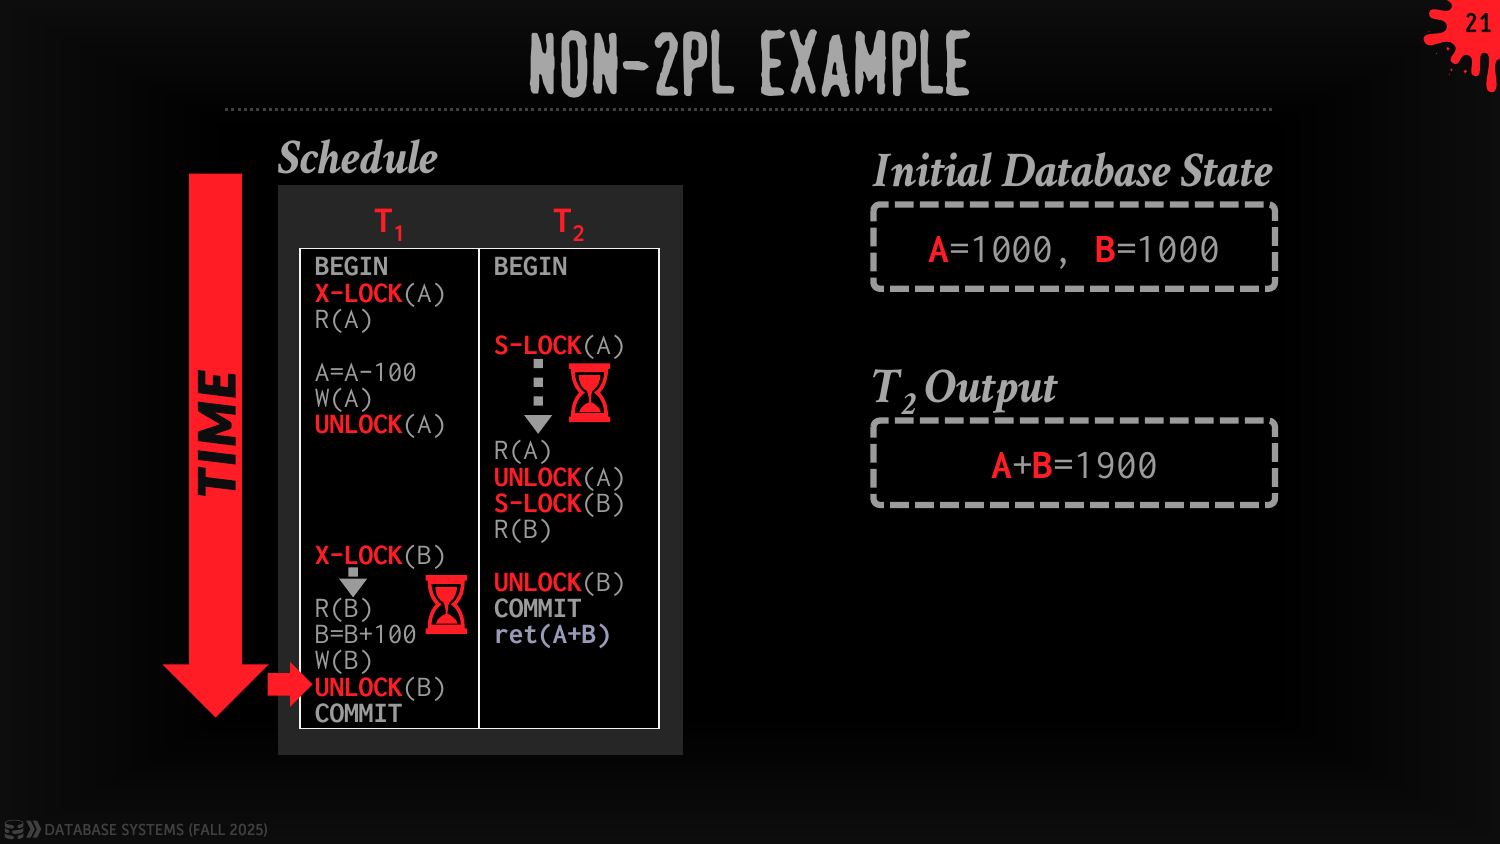 21
NON-2PL EXAMPLE
Schedule
TIME
T1
BEGIN
X-LOCK(A)
R(A)
A=A-100
W(A)
UNLOCK(A)
X-LOCK(B)
R(B)
B=B+100
W(B)
UNLOCK(B)
COMMIT
T2
BEGIN
S-LOCK(A)
R(A)
UNLOCK(A)
S-LOCK(B)
R(B)
UNLOCK(B)
COMMIT
ret(A+B)
Initial Database State
A=1000, B=1000
T2 Output
A+B=1900
DATABASE SYSTEMS (FALL 2025)